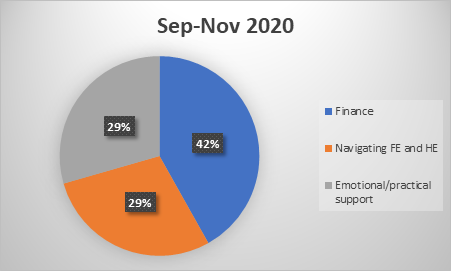 Sep-Nov 2020
29%
42%
29%
Finance
Navigating FE and HE
Emotional/practical
support